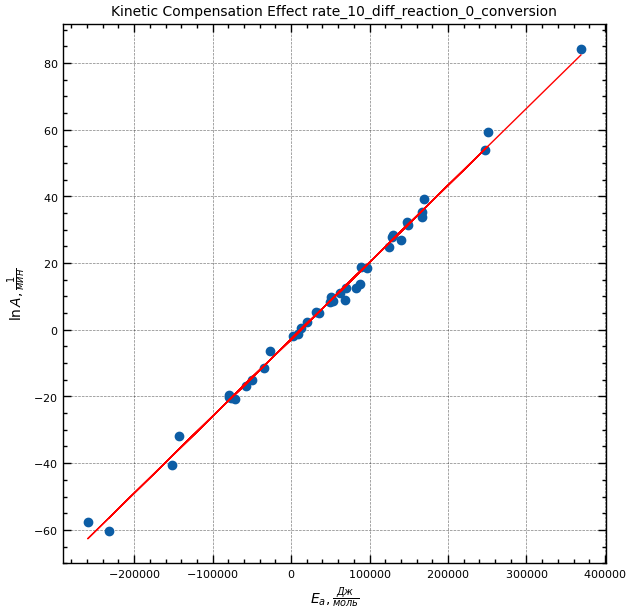 Kinetic Compensation Effect rate_10_diff_reaction_0_conversion
80
60
40
20
0
−20
−40
−60
ln A, 1/мин
−200000 −100000 0 100000 200000 300000 400000
E_a, Дж/моль